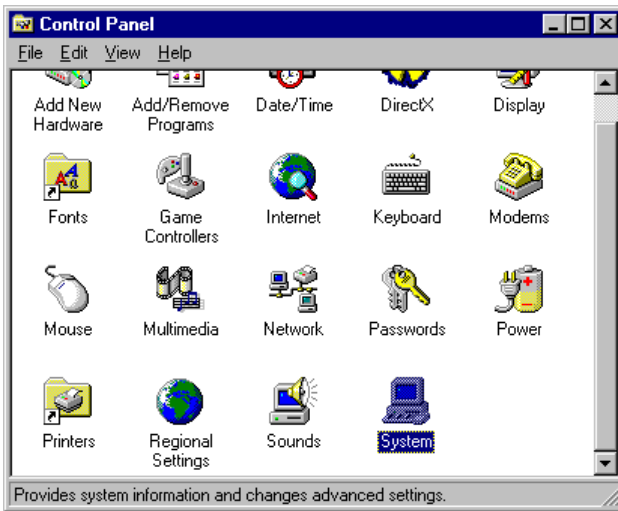 Control Panel
File Edit View Help
Add New Add/Remove Date/Time DirectX Display
Hardware Programs
Fonts Game Internet Keyboard Modems
Controllers
Mouse Multimedia Network Passwords Power
Printers Regional Sounds System
Settings
Provides system information and changes advanced settings.